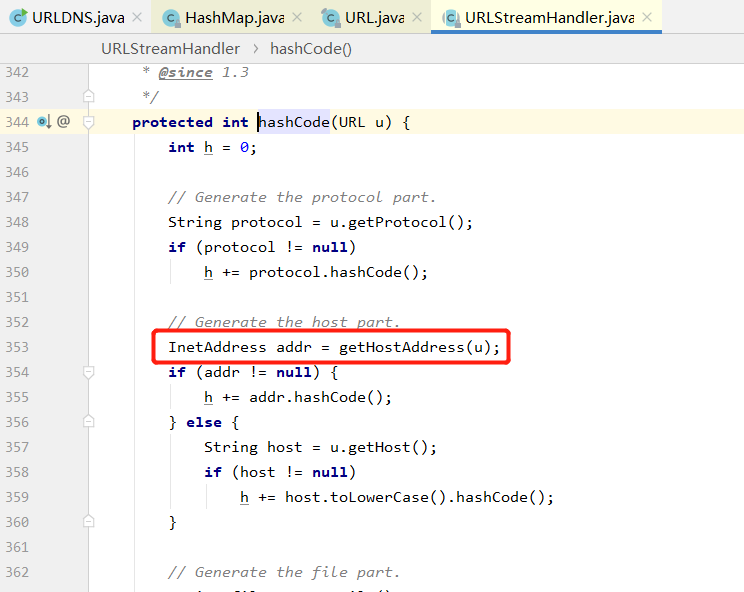 URLDNS.java × HashMap.java × URL.java × URLStreamHandler.java ×
URLStreamHandler > hashCode()
342 * @since 1.3
343 */
344 @ protected int hashCode(URL u) {
345 int h = 0;
346
347 // Generate the protocol part.
348 String protocol = u.getProtocol();
349 if (protocol != null)
350 h += protocol.hashCode();
351
352 // Generate the host part.
353 InetAddress addr = getHostAddress(u);
354 if (addr != null) {
355 h += addr.hashCode();
356 } else {
357 String host = u.getHost();
358 if (host != null)
359 h += host.toLowerCase().hashCode();
360 }
361
362 // Generate the file part.